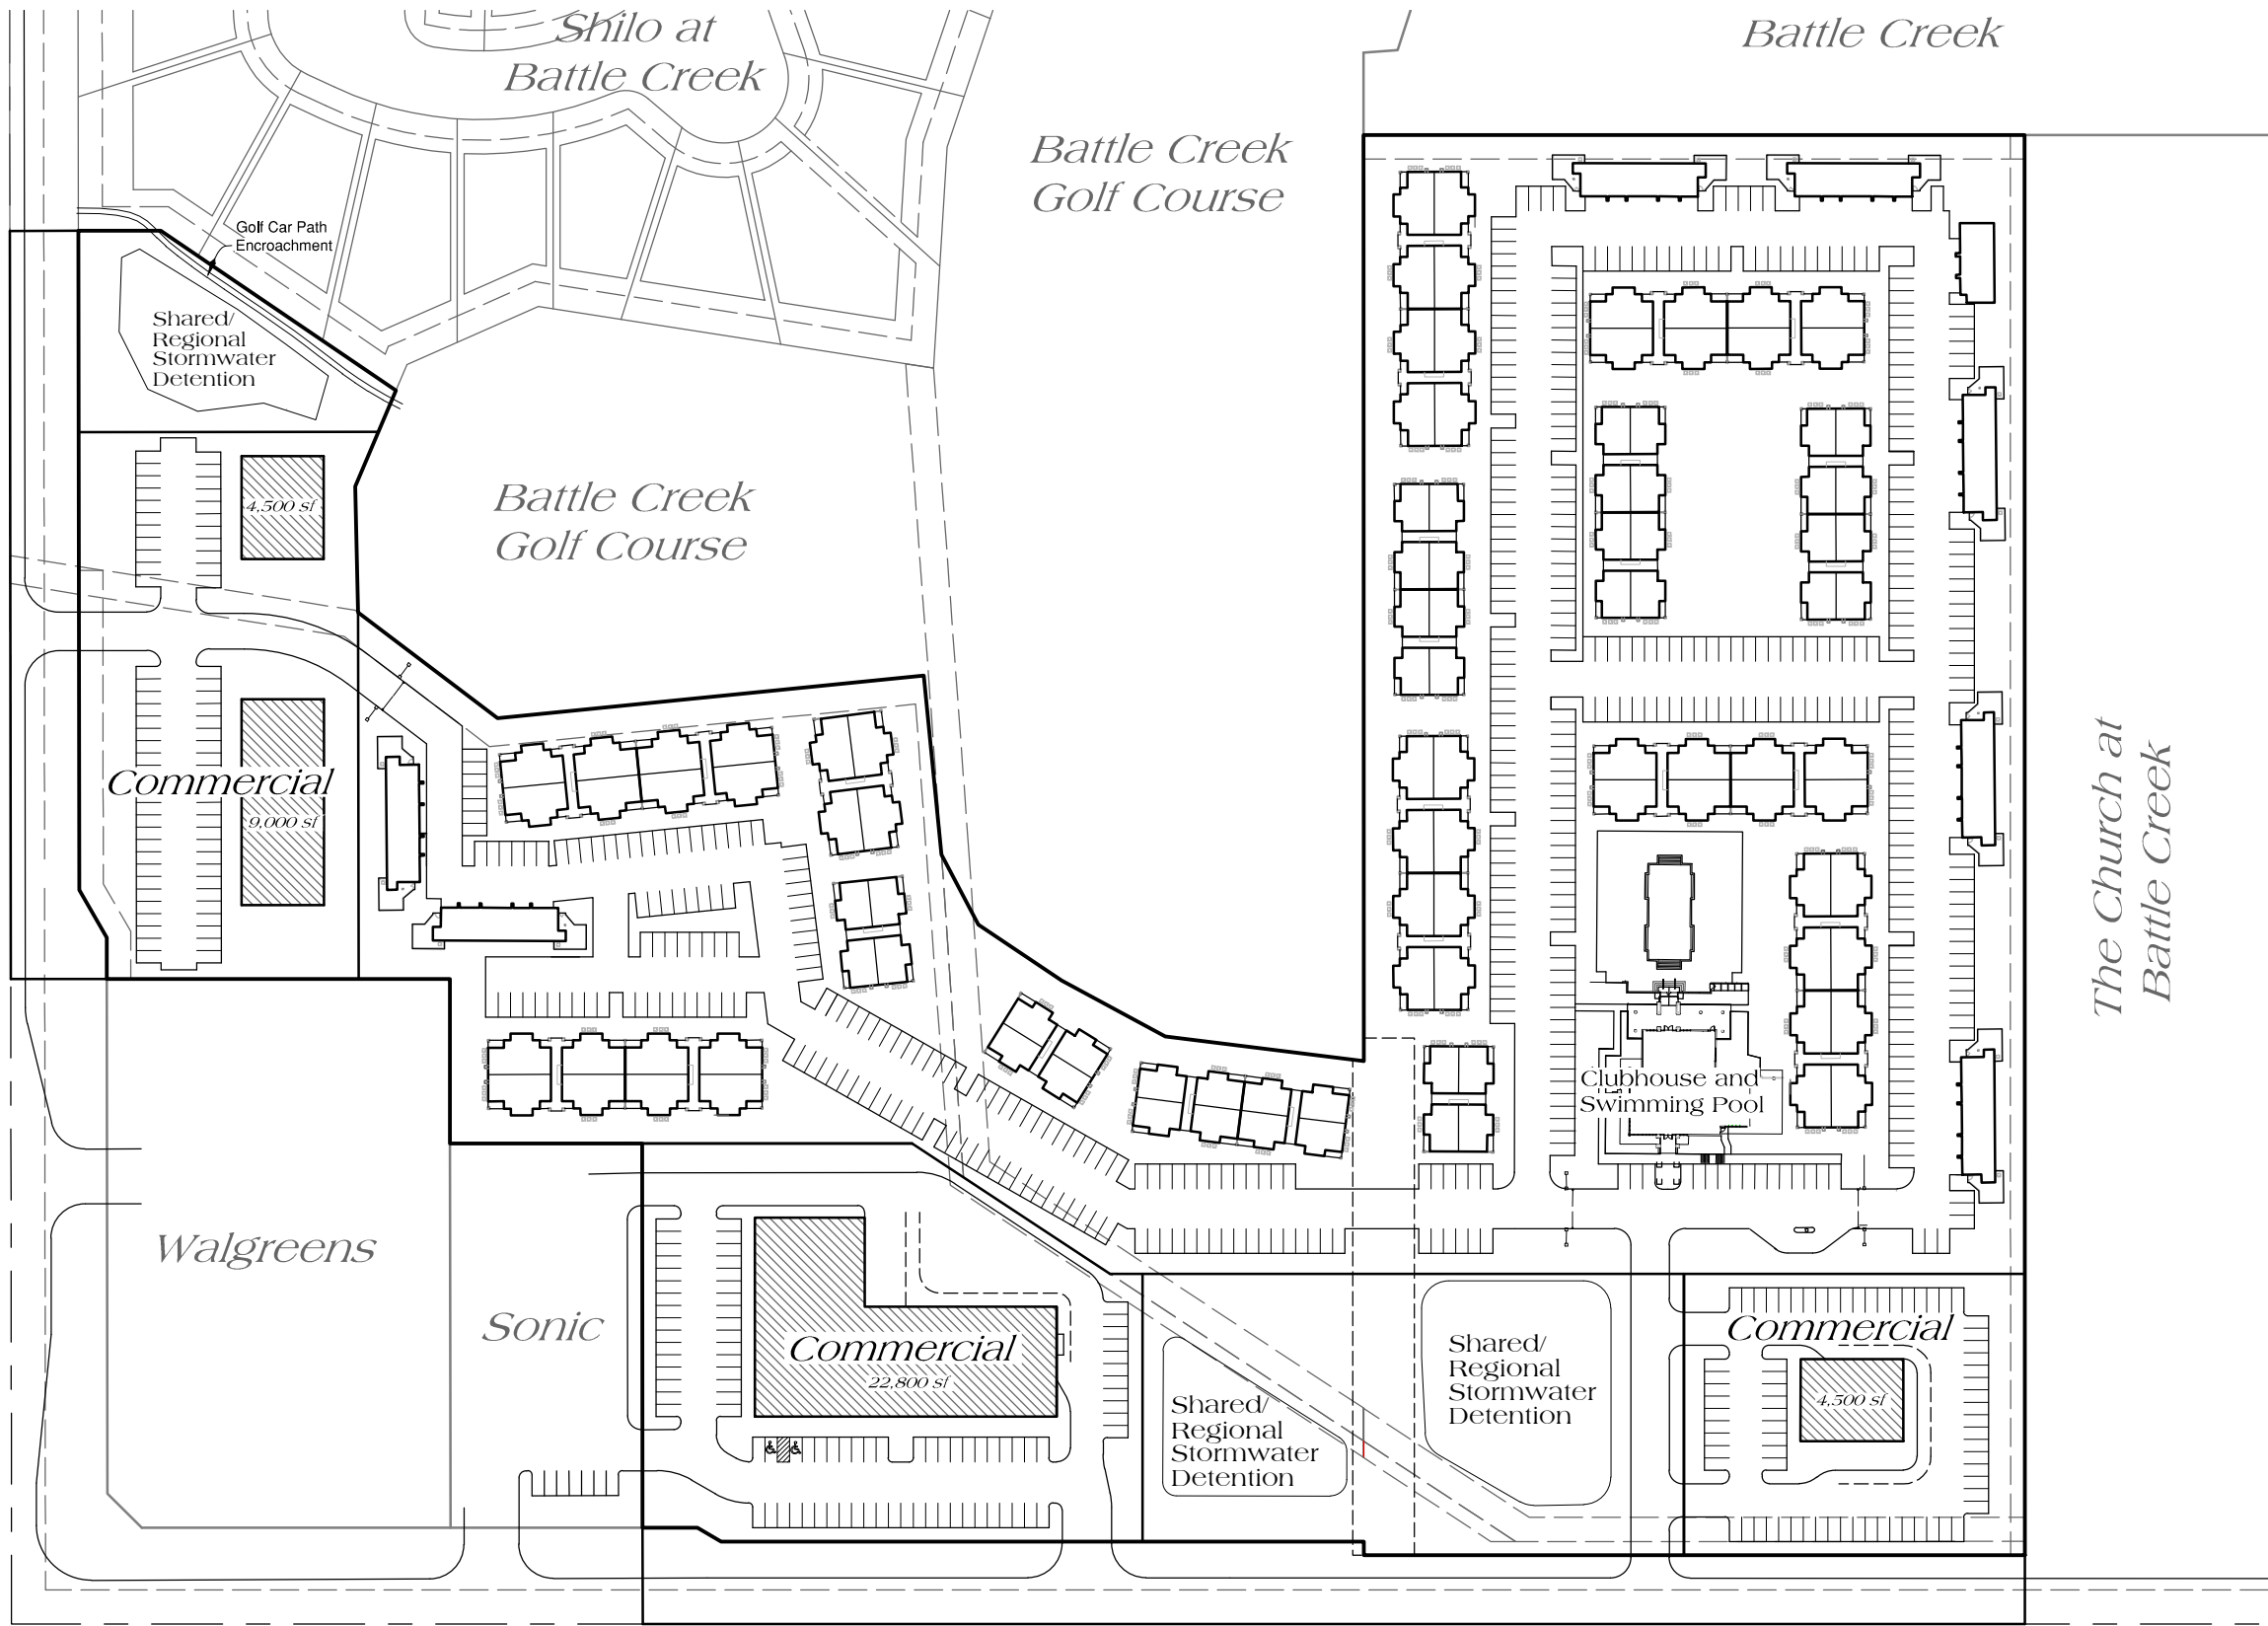 Shilo at
Battle Creek
Battle Creek
Battle Creek
Golf Course
Golf Car Path
Encroachment
Shared/
Regional
Stormwater
Detention
4,500 sf
Battle Creek
Golf Course
Commercial
9,000 sf
The Church at
Battle Creek
Clubhouse and
Swimming Pool
Walgreens
Sonic
Commercial
22,800 sf
Shared/
Regional
Stormwater
Detention
Shared/
Regional
Stormwater
Detention
Commercial
4,500 sf